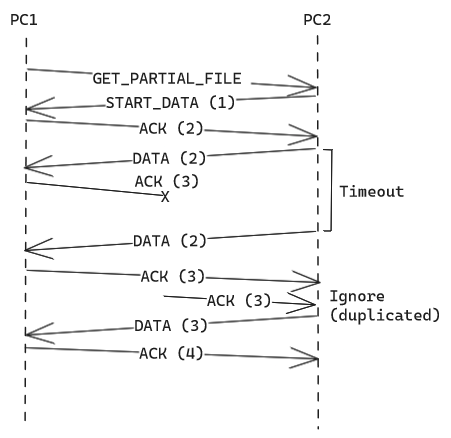 PC1
PC2
GET_PARTIAL_FILE
START_DATA (1)
ACK (2)
DATA (2)
ACK (3)
X
Timeout
DATA (2)
ACK (3)
ACK (3)
Ignore
(duplicated)
DATA (3)
ACK (4)